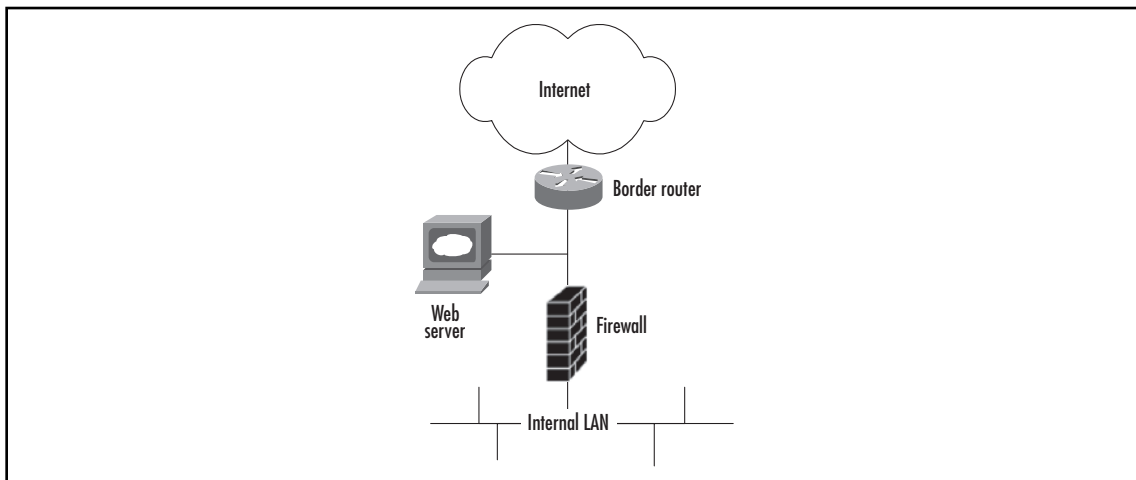 Internet
Border router
Web
server
Firewall
Internal LAN